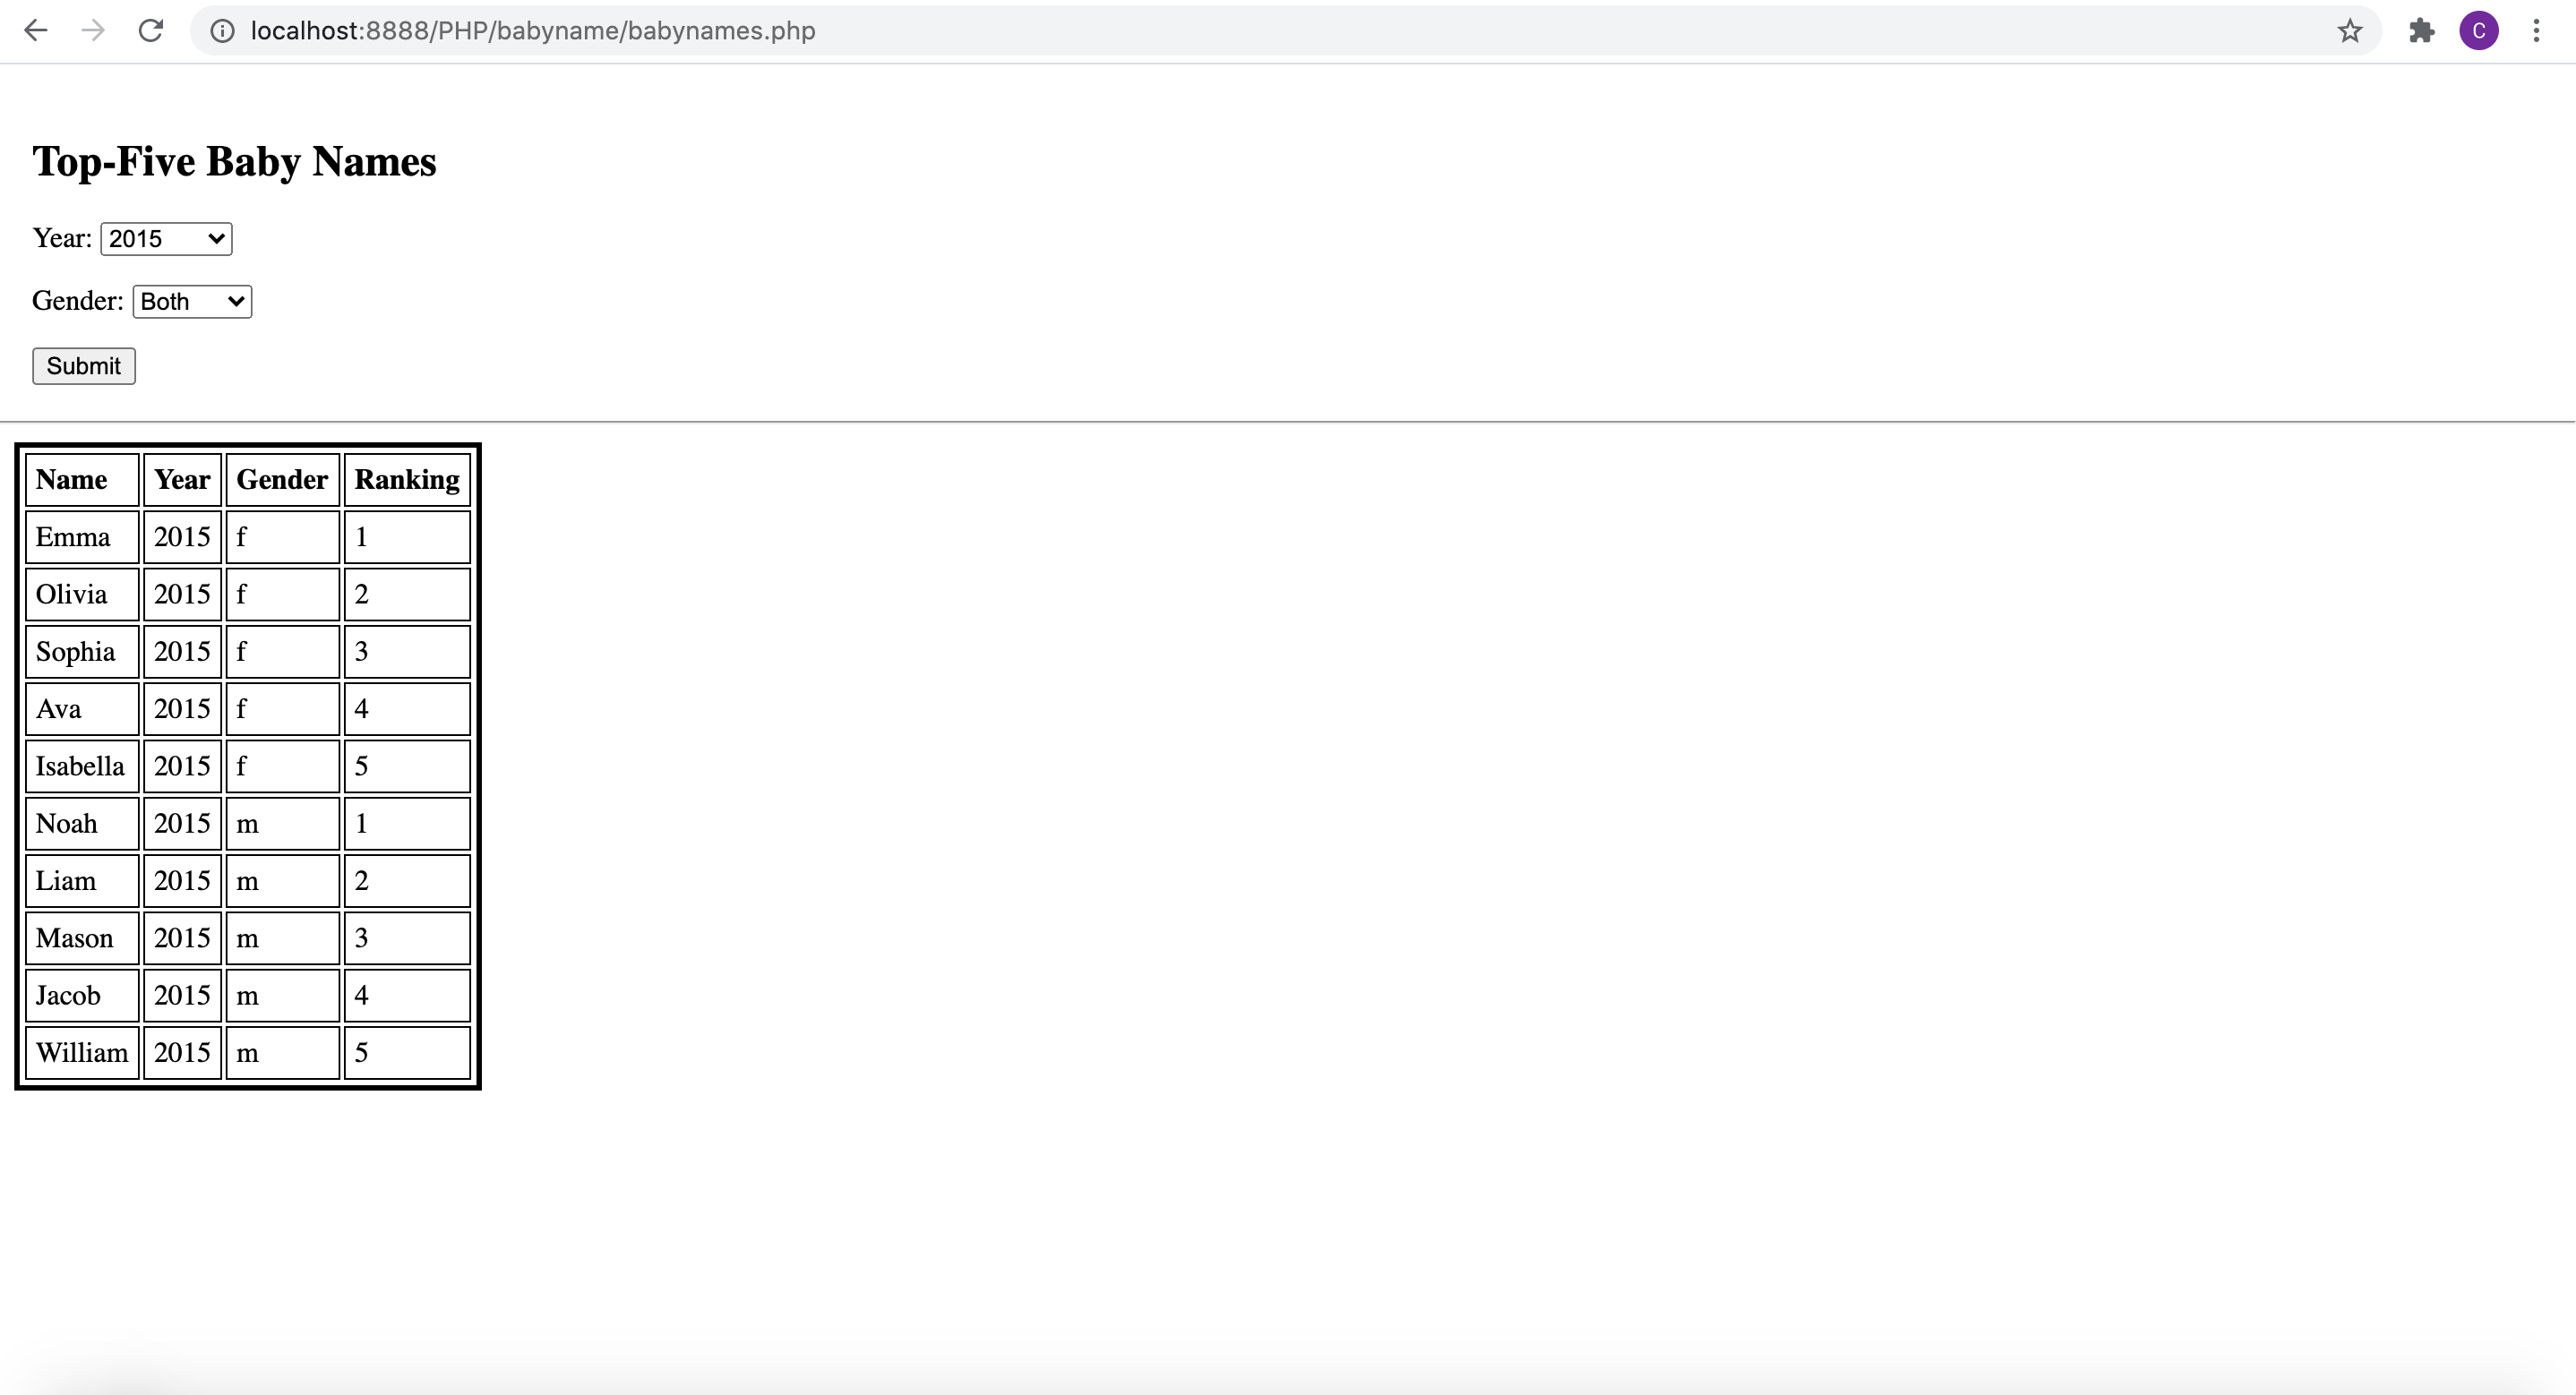 localhost:8888/PHP/babyname/babynames.php
C
Top-Five Baby Names
Year: 2015
Gender: Both
Submit
Name Year Gender Ranking
Emma 2015 f 1
Olivia 2015 f 2
Sophia 2015 f 3
Ava 2015 f 4
Isabella 2015 f 5
Noah 2015 m 1
Liam 2015 m 2
Mason 2015 m 3
Jacob 2015 m 4
William 2015 m 5